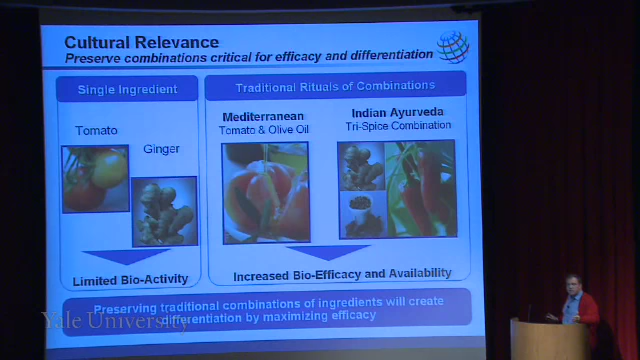 Cultural Relevance
Preserve combinations critical for efficacy and differentiation
Single Ingredient
Tomato
Ginger
Limited Bio-Activity
Traditional Rituals of Combinations
Mediterranean
Tomato & Olive Oil
Indian Ayurveda
Tri-Spice Combination
Increased Bio-Efficacy and Availability
Preserving traditional combinations of ingredients will create
differentiation by maximizing efficacy
Yale University